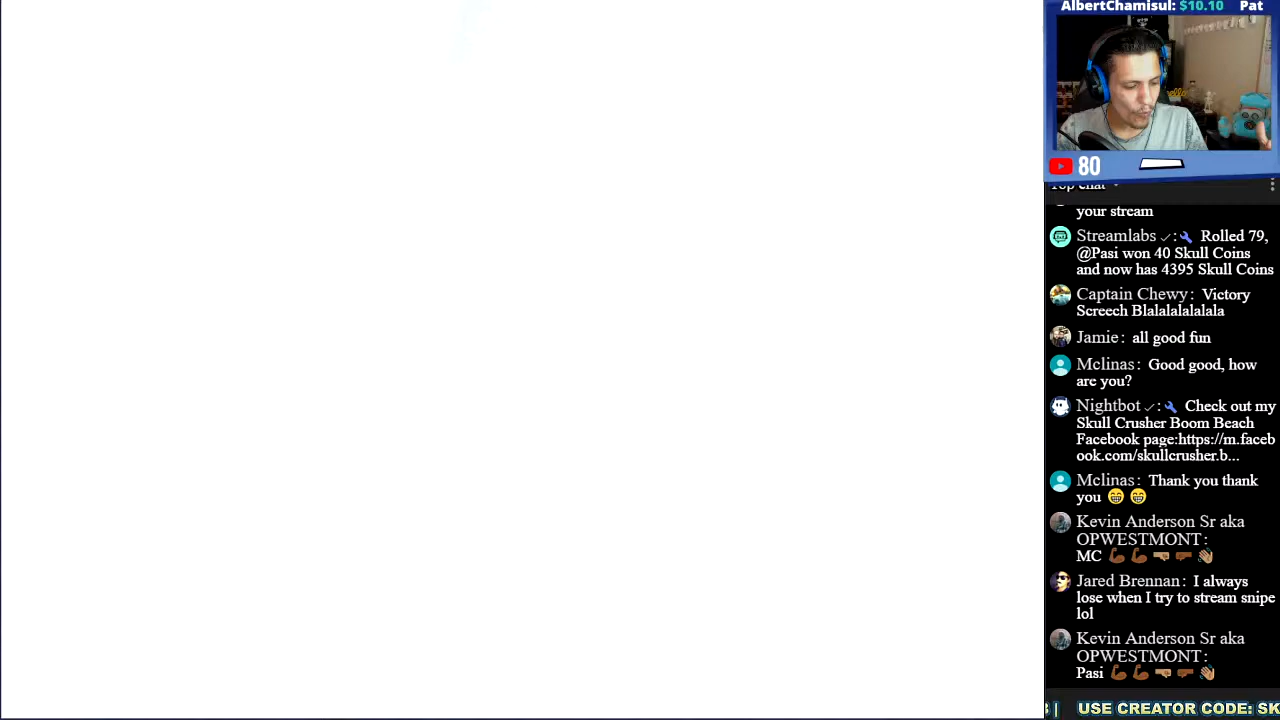 AlbertChamisul: $10.10 Pat
80
Top chat
your stream
Streamlabs: Rolled 79,
@Pasi won 40 Skull Coins
and now has 4395 Skull Coins
Captain Chewy: Victory
Screech Blalalalalalala
Jamie: all good fun
Mclinas: Good good, how
are you?
Nightbot: Check out my
Skull Crusher Boom Beach
Facebook page:https://m.faceb
ook.com/skullcrusher.b...
Mclinas: Thank you thank
you 😁 😁
Kevin Anderson Sr aka
OPWESTMONT:
MC 💪🏾 💪🏾 🤜🏽 🤛🏾 👋🏽
Jared Brennan: I always
lose when I try to stream snipe
lol
Kevin Anderson Sr aka
OPWESTMONT:
Pasi 💪🏾 💪🏾 🤜🏽 🤛🏾 👋🏽
| USE CREATOR CODE: SK